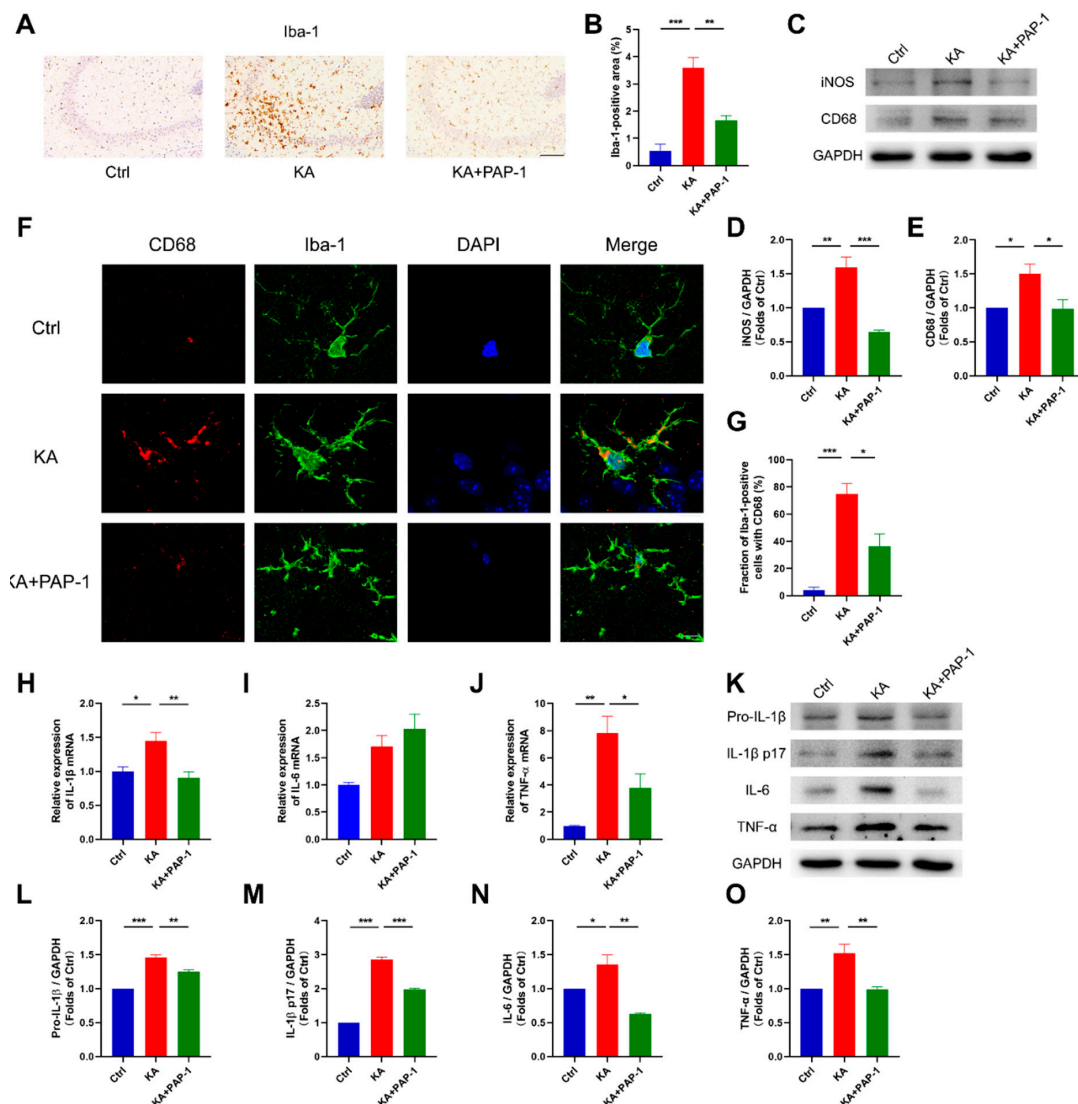 A
Iba-1
Ctrl
KA
KA+PAP-1
B
***
**
Iba-1-positive area (%)
5
4
3
2
1
0
Ctrl
KA
KA+PAP-1
C
Ctrl
KA
KA+PAP-1
iNOS
CD68
GAPDH
F
CD68
Iba-1
DAPI
Merge
Ctrl
KA
KA+PAP-1
D
**
***
iNOS / GAPDH
(Folds of Ctrl)
2.0
1.5
1.0
0.5
0.0
Ctrl
KA
KA+PAP-1
E
*
*
CD68 / GAPDH
(Folds of Ctrl)
2.0
1.5
1.0
0.5
0.0
Ctrl
KA
KA+PAP-1
G
***
*
Fraction of Iba-1-positive
cells with CD68 (%)
100
80
60
40
20
0
Ctrl
KA
KA+PAP-1
H
*
**
Relative expression
of IL-1β mRNA
2.0
1.5
1.0
0.5
0.0
Ctrl
KA
KA+PAP-1
I
Relative expression
of IL-6 mRNA
2.5
2.0
1.5
1.0
0.5
0.0
Ctrl
KA
KA+PAP-1
J
**
*
Relative expression
of TNF-α mRNA
10
8
6
4
2
0
Ctrl
KA
KA+PAP-1
K
Ctrl
KA
KA+PAP-1
Pro-IL-1β
IL-1β p17
IL-6
TNF-α
GAPDH
L
***
**
Pro-IL-1β / GAPDH
(Folds of Ctrl)
2.0
1.5
1.0
0.5
0.0
Ctrl
KA
KA+PAP-1
M
***
***
IL-1β p17 / GAPDH
(Folds of Ctrl)
4
3
2
1
0
Ctrl
KA
KA+PAP-1
N
*
**
IL-6 / GAPDH
(Folds of Ctrl)
2.0
1.5
1.0
0.5
0.0
Ctrl
KA
KA+PAP-1
O
**
**
TNF-α / GAPDH
(Folds of Ctrl)
2.0
1.5
1.0
0.5
0.0
Ctrl
KA
KA+PAP-1